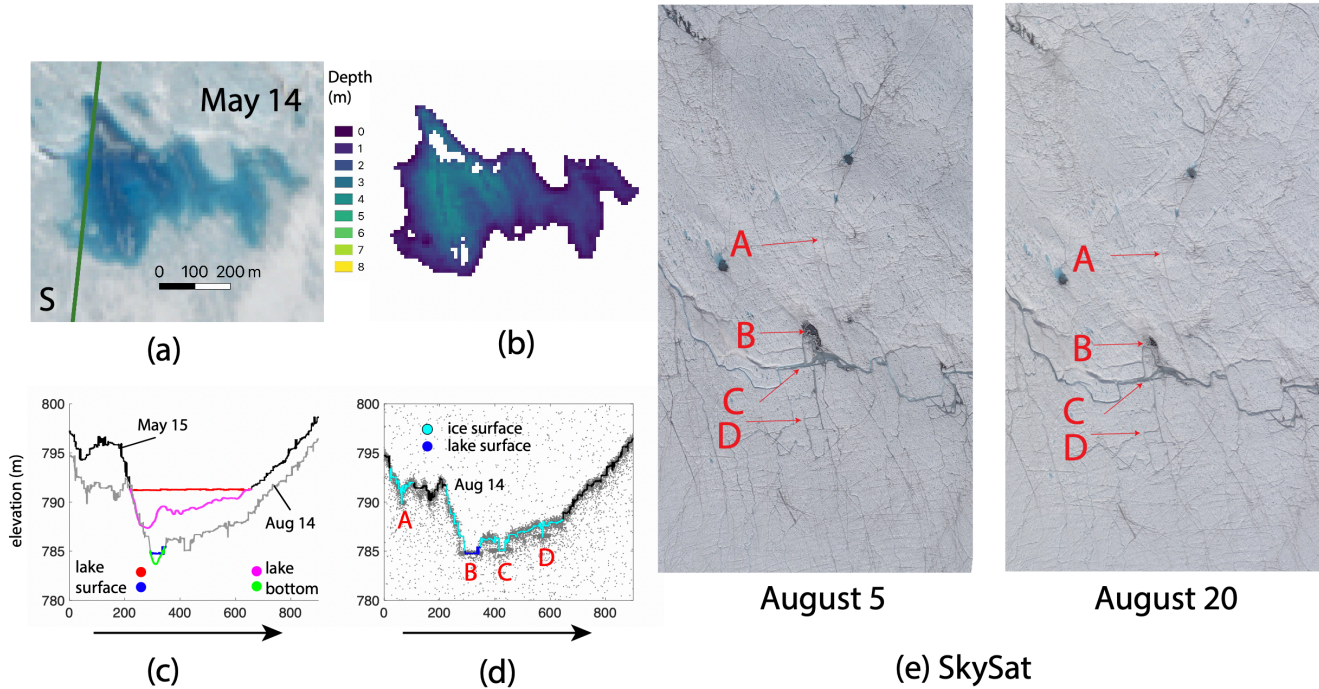 May 14
S
0 100 200 m
(a)
Depth
(m)
0
1
2
3
4
5
6
7
8
(b)
elevation (m)
800
795
790
785
780
May 15
Aug 14
lake
surface
lake
bottom
0 200 400 600 800
(c)
800
795
790
785
780
ice surface
lake surface
Aug 14
A
B
C
D
0 200 400 600 800
(d)
A
B
C
D
August 5
A
B
C
D
August 20
(e) SkySat